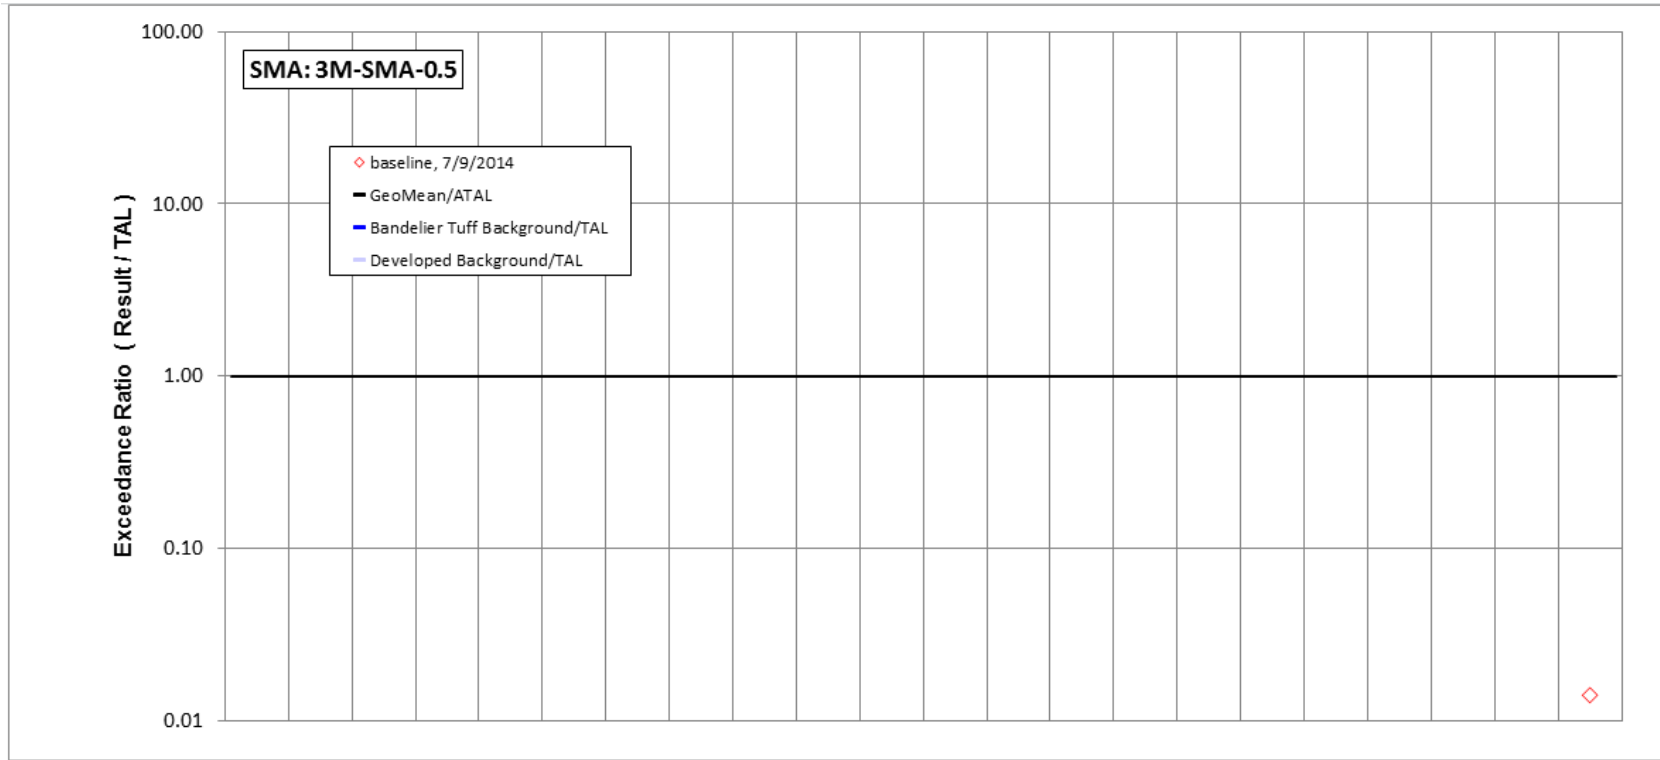 100.00
SMA: 3M-SMA-0.5
baseline, 7/9/2014
GeoMean/ATAL
Bandelier Tuff Background/TAL
Developed Background/TAL
10.00
1.00
0.10
0.01
Exceedance Ratio ( Result / TAL )